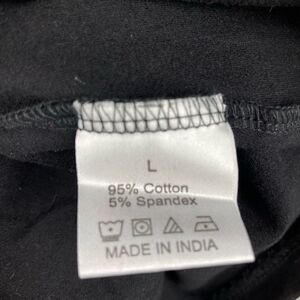 L
95% Cotton
5% Spandex
MADE IN INDIA